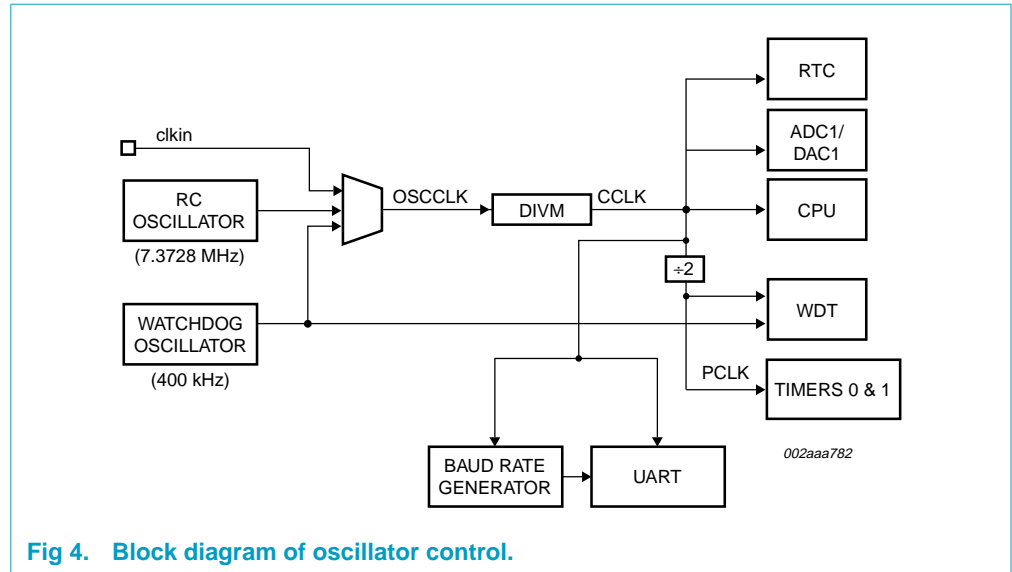 RTC
clkin
ADC1/
DAC1
RC
OSCILLATOR
(7.3728 MHz)
OSCCLK
DIVM
CCLK
CPU
÷2
WATCHDOG
OSCILLATOR
(400 kHz)
WDT
PCLK
TIMERS 0 & 1
BAUD RATE
GENERATOR
UART
002aaa782
Fig 4. Block diagram of oscillator control.